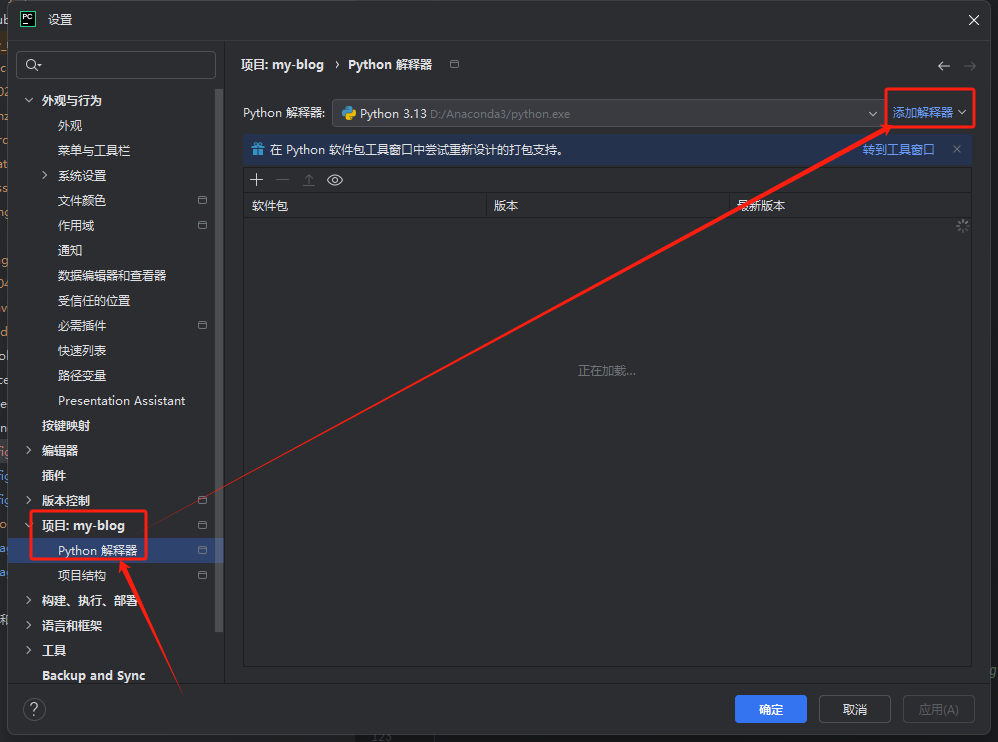 PC
设置
项目: my-blog › Python 解释器
外观与行为
外观
菜单与工具栏
系统设置
文件颜色
作用域
通知
数据编辑器和查看器
受信任的位置
必需插件
快速列表
路径变量
Presentation Assistant
按键映射
编辑器
插件
版本控制
项目: my-blog
Python 解释器
项目结构
构建、执行、部署
语言和框架
工具
Backup and Sync
Python 解释器: Python 3.13 D:/Anaconda3/python.exe 添加解释器
在 Python 软件包工具窗口中尝试重新设计的打包支持。 转到工具窗口
软件包 版本 最新版本
正在加载...
? 确定 取消 应用(A)
123